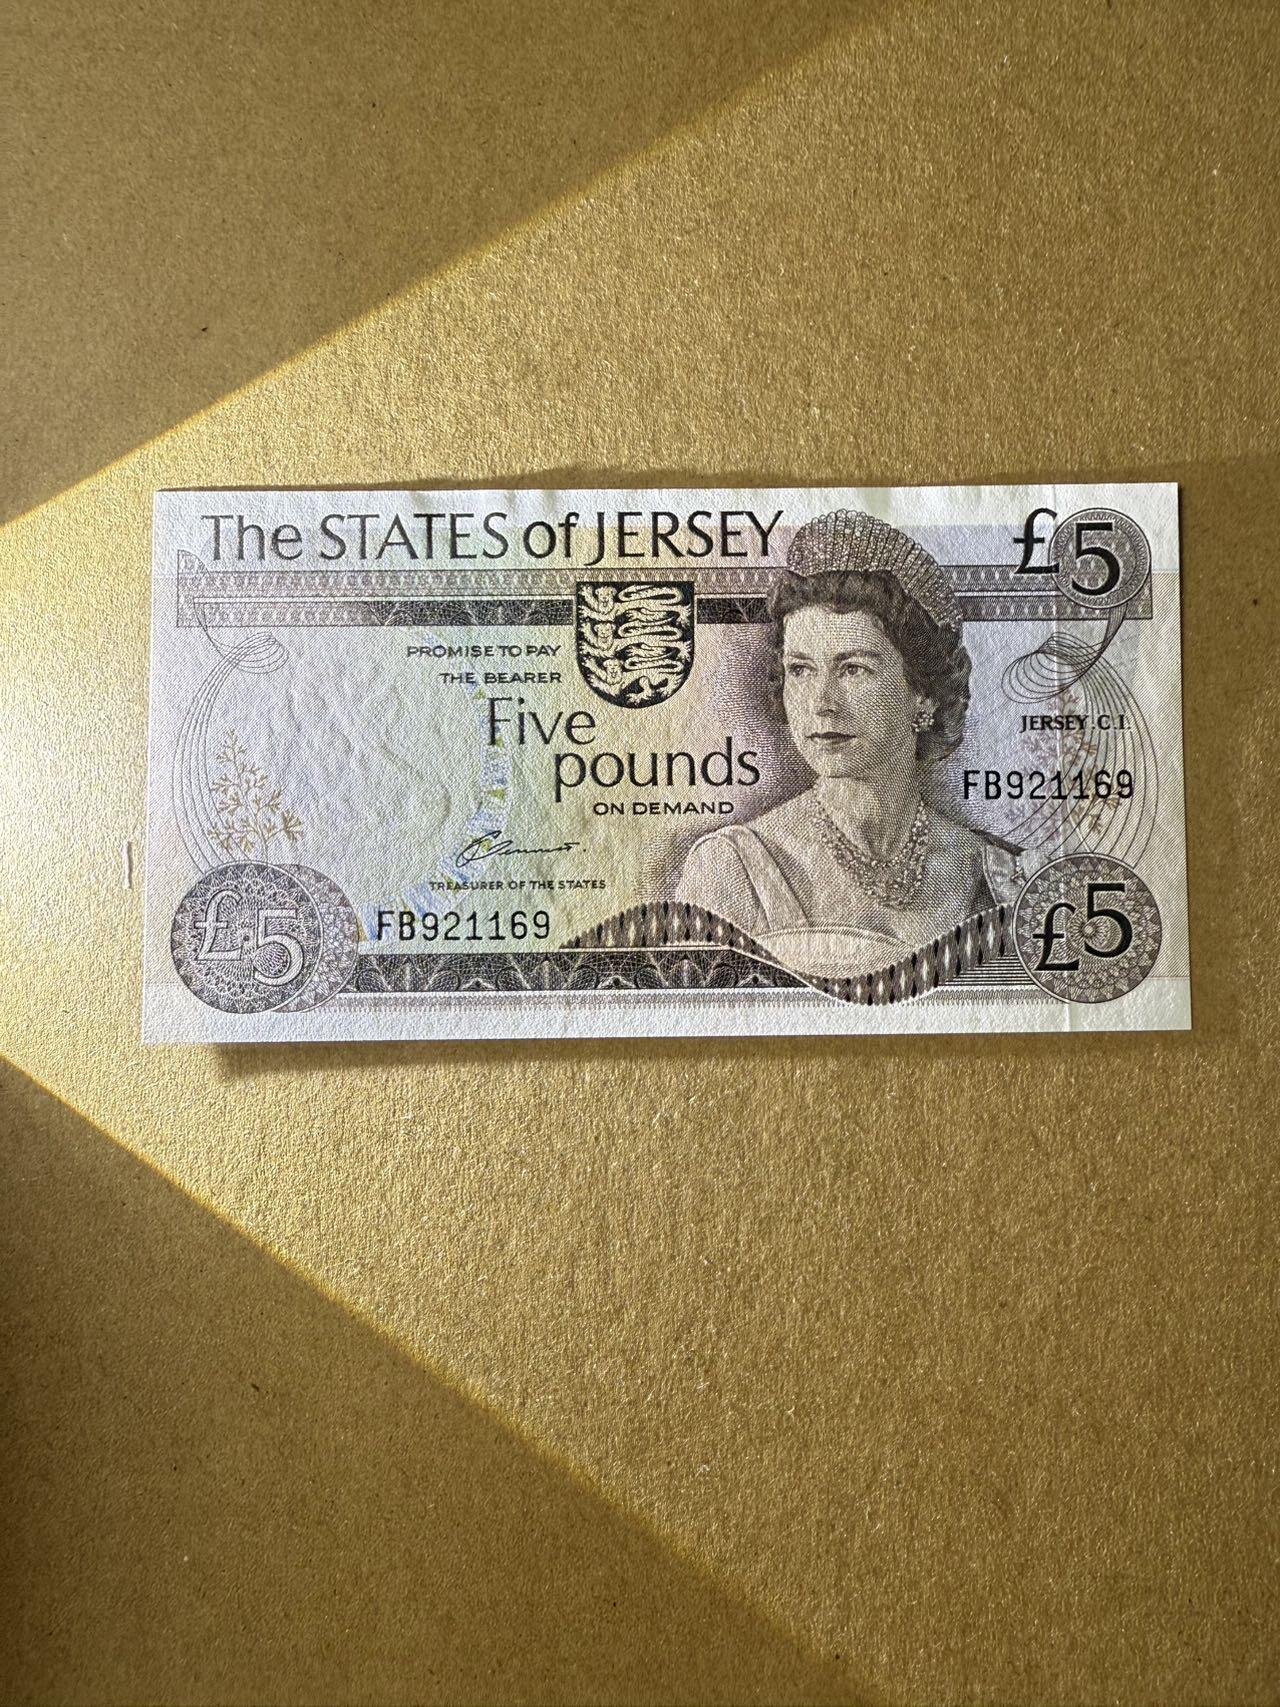 The STATES of JERSEY
£5
PROMISE TO PAY
THE BEARER
Five
pounds
ON DEMAND
JERSEY.C.I.
FB921169
TREASURER OF THE STATES
FB921169
£5
£5